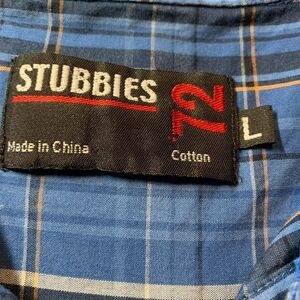 STUBBIES
'72
L
Made in China
Cotton